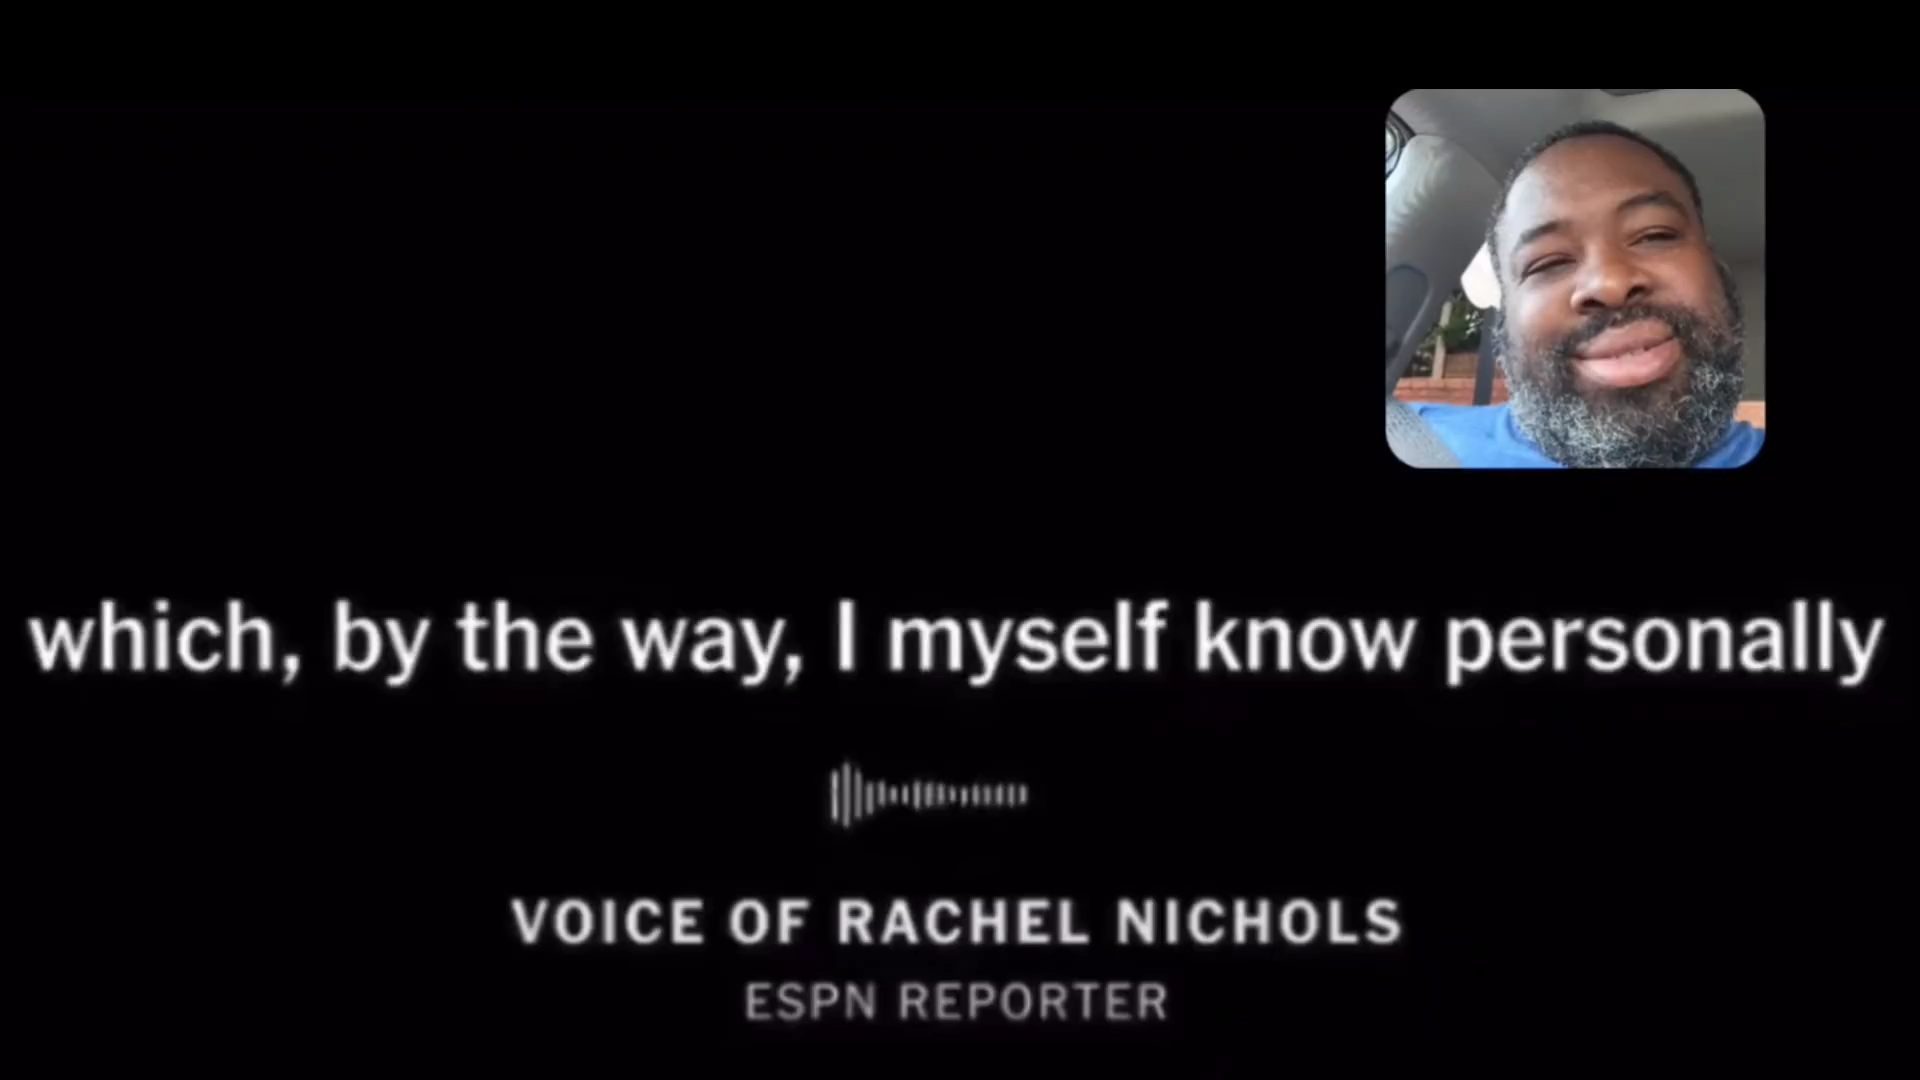 which, by the way, I myself know personally
VOICE OF RACHEL NICHOLS
ESPN REPORTER